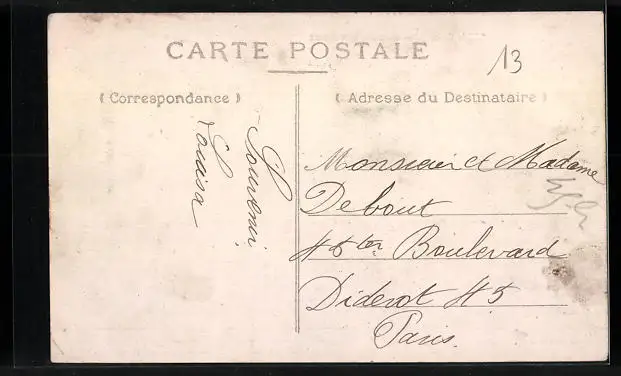 CARTE POSTALE
13
( Correspondance )
( Adresse du Destinataire )
Souvenir
Louisa
Monsieur et Madame
Debout
45 ter Boulevard
Diderot 45
Paris.